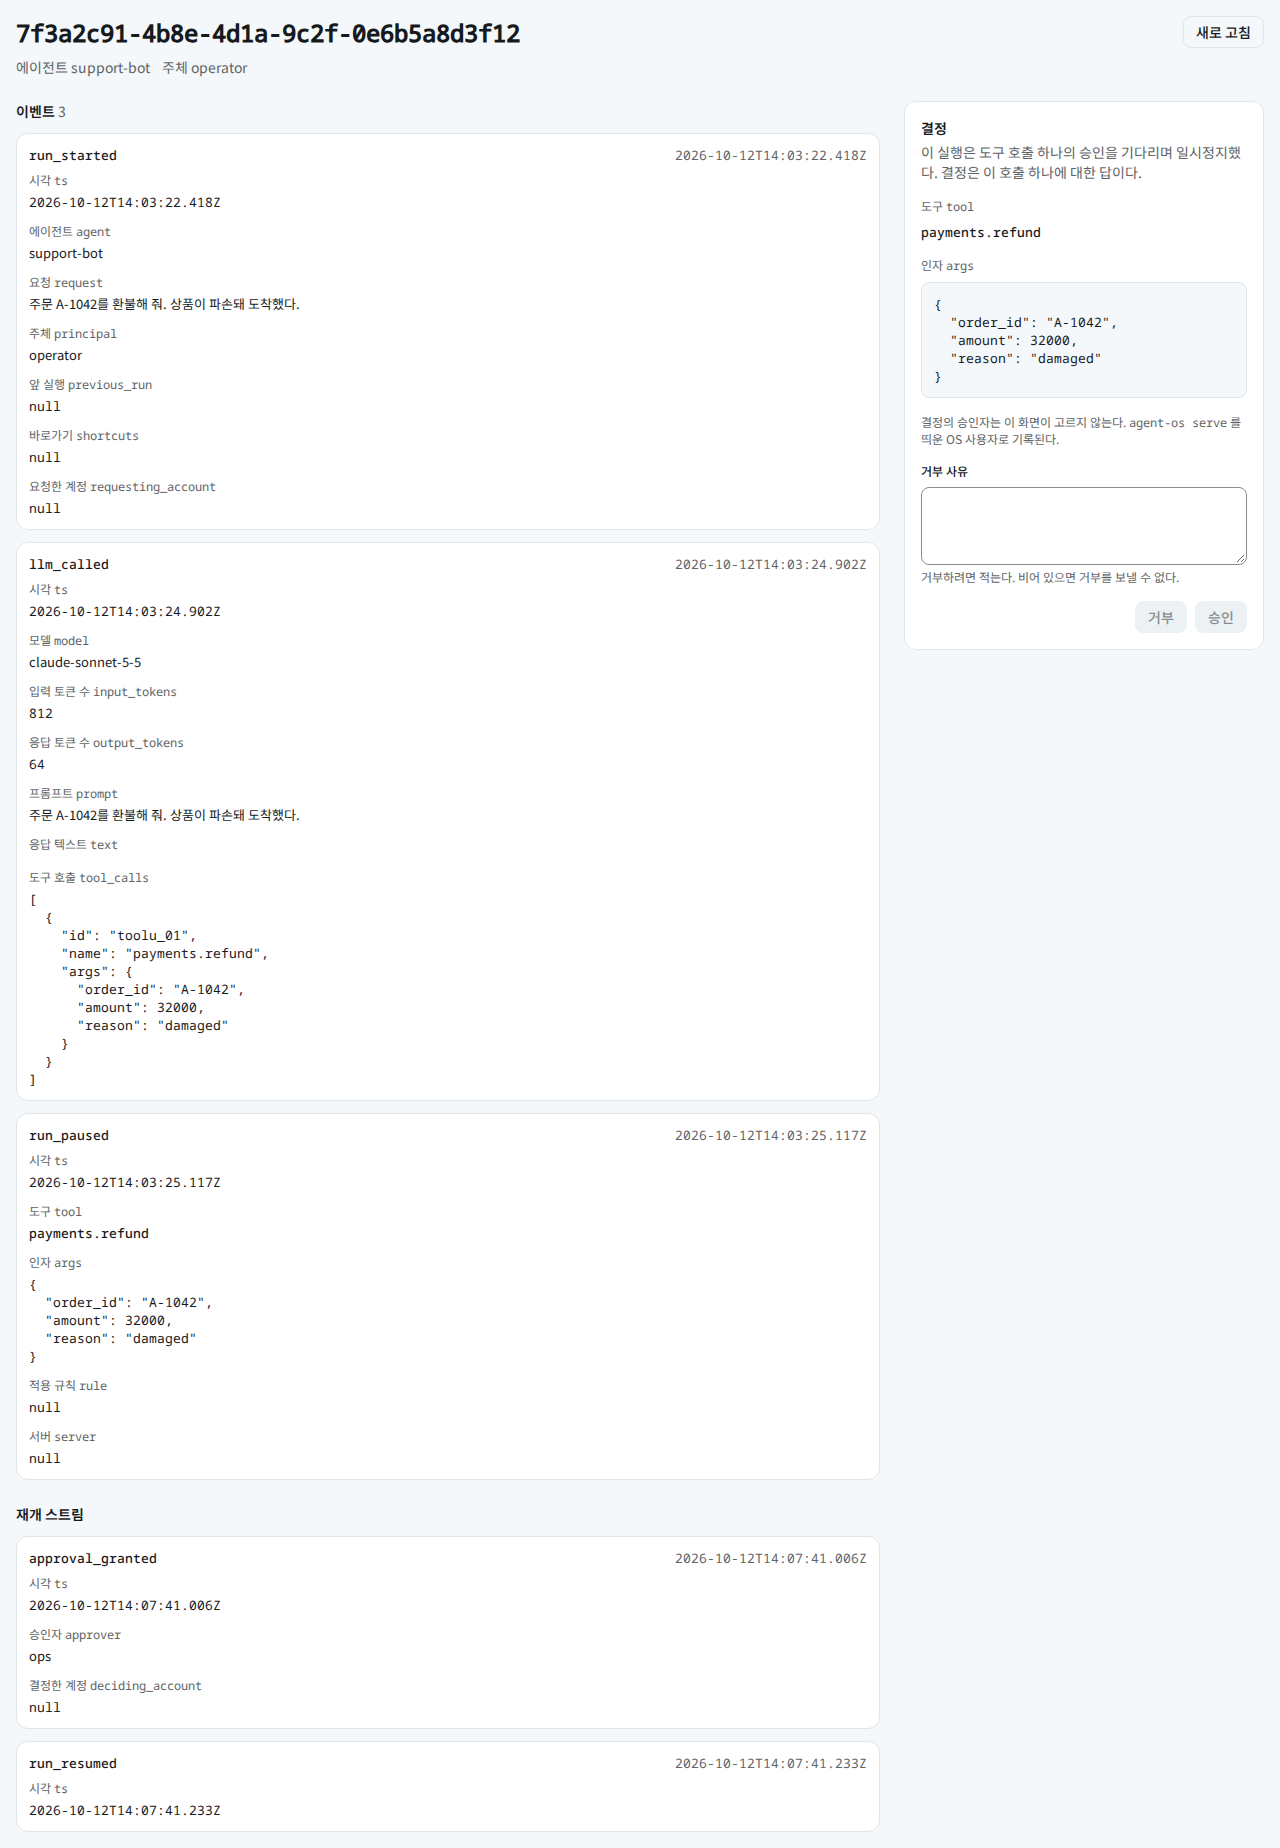 7f3a2c91-4b8e-4d1a-9c2f-0e6b5a8d3f12
새로 고침
에이전트 support-bot 주체 operator
이벤트 3
run_started 2026-10-12T14:03:22.418Z
시각 ts
2026-10-12T14:03:22.418Z
에이전트 agent
support-bot
요청 request
주문 A-1042를 환불해 줘. 상품이 파손돼 도착했다.
주체 principal
operator
앞 실행 previous_run
null
바로가기 shortcuts
null
요청한 계정 requesting_account
null
llm_called 2026-10-12T14:03:24.902Z
시각 ts
2026-10-12T14:03:24.902Z
모델 model
claude-sonnet-5-5
입력 토큰 수 input_tokens
812
응답 토큰 수 output_tokens
64
프롬프트 prompt
주문 A-1042를 환불해 줘. 상품이 파손돼 도착했다.
응답 텍스트 text
도구 호출 tool_calls
[
  {
    "id": "toolu_01",
    "name": "payments.refund",
    "args": {
      "order_id": "A-1042",
      "amount": 32000,
      "reason": "damaged"
    }
  }
]
run_paused 2026-10-12T14:03:25.117Z
시각 ts
2026-10-12T14:03:25.117Z
도구 tool
payments.refund
인자 args
{
  "order_id": "A-1042",
  "amount": 32000,
  "reason": "damaged"
}
적용 규칙 rule
null
서버 server
null
재개 스트림
approval_granted 2026-10-12T14:07:41.006Z
시각 ts
2026-10-12T14:07:41.006Z
승인자 approver
ops
결정한 계정 deciding_account
null
run_resumed 2026-10-12T14:07:41.233Z
시각 ts
2026-10-12T14:07:41.233Z
결정
이 실행은 도구 호출 하나의 승인을 기다리며 일시정지했
다. 결정은 이 호출 하나에 대한 답이다.
도구 tool
payments.refund
인자 args
{
  "order_id": "A-1042",
  "amount": 32000,
  "reason": "damaged"
}
결정의 승인자는 이 화면이 고르지 않는다. agent-os serve 를
띄운 OS 사용자로 기록된다.
거부 사유
거부하려면 적는다. 비어 있으면 거부를 보낼 수 없다.
거부 승인